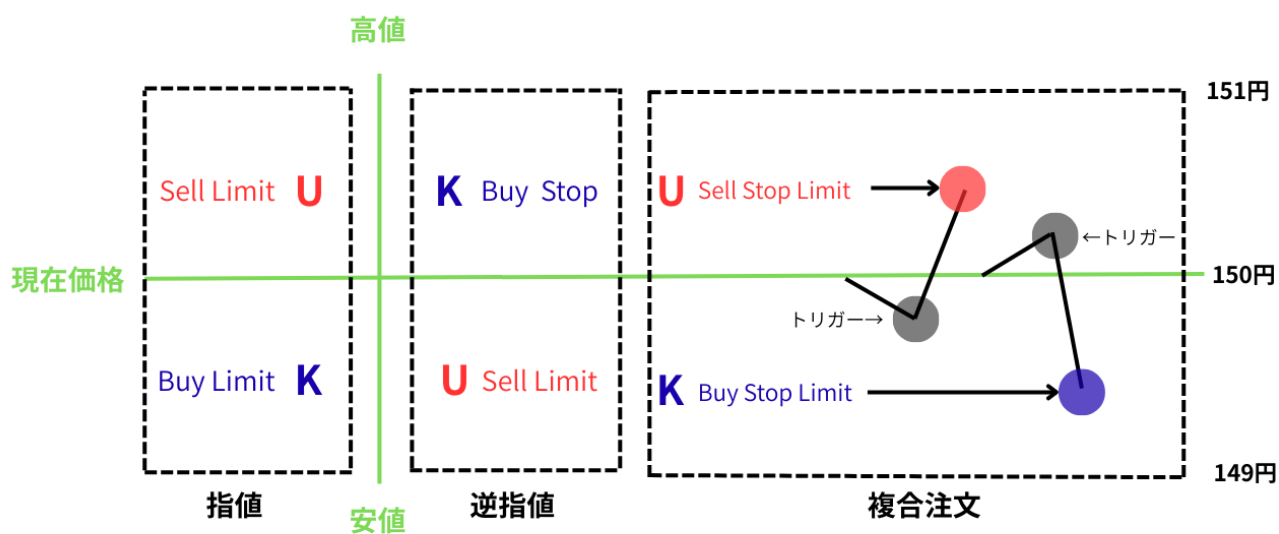 高値
151円
Sell Limit U
K Buy Stop
U Sell Stop Limit
←トリガー
現在価格
150円
トリガー→
Buy Limit K
U Sell Limit
K Buy Stop Limit
149円
指値
安値
逆指値
複合注文